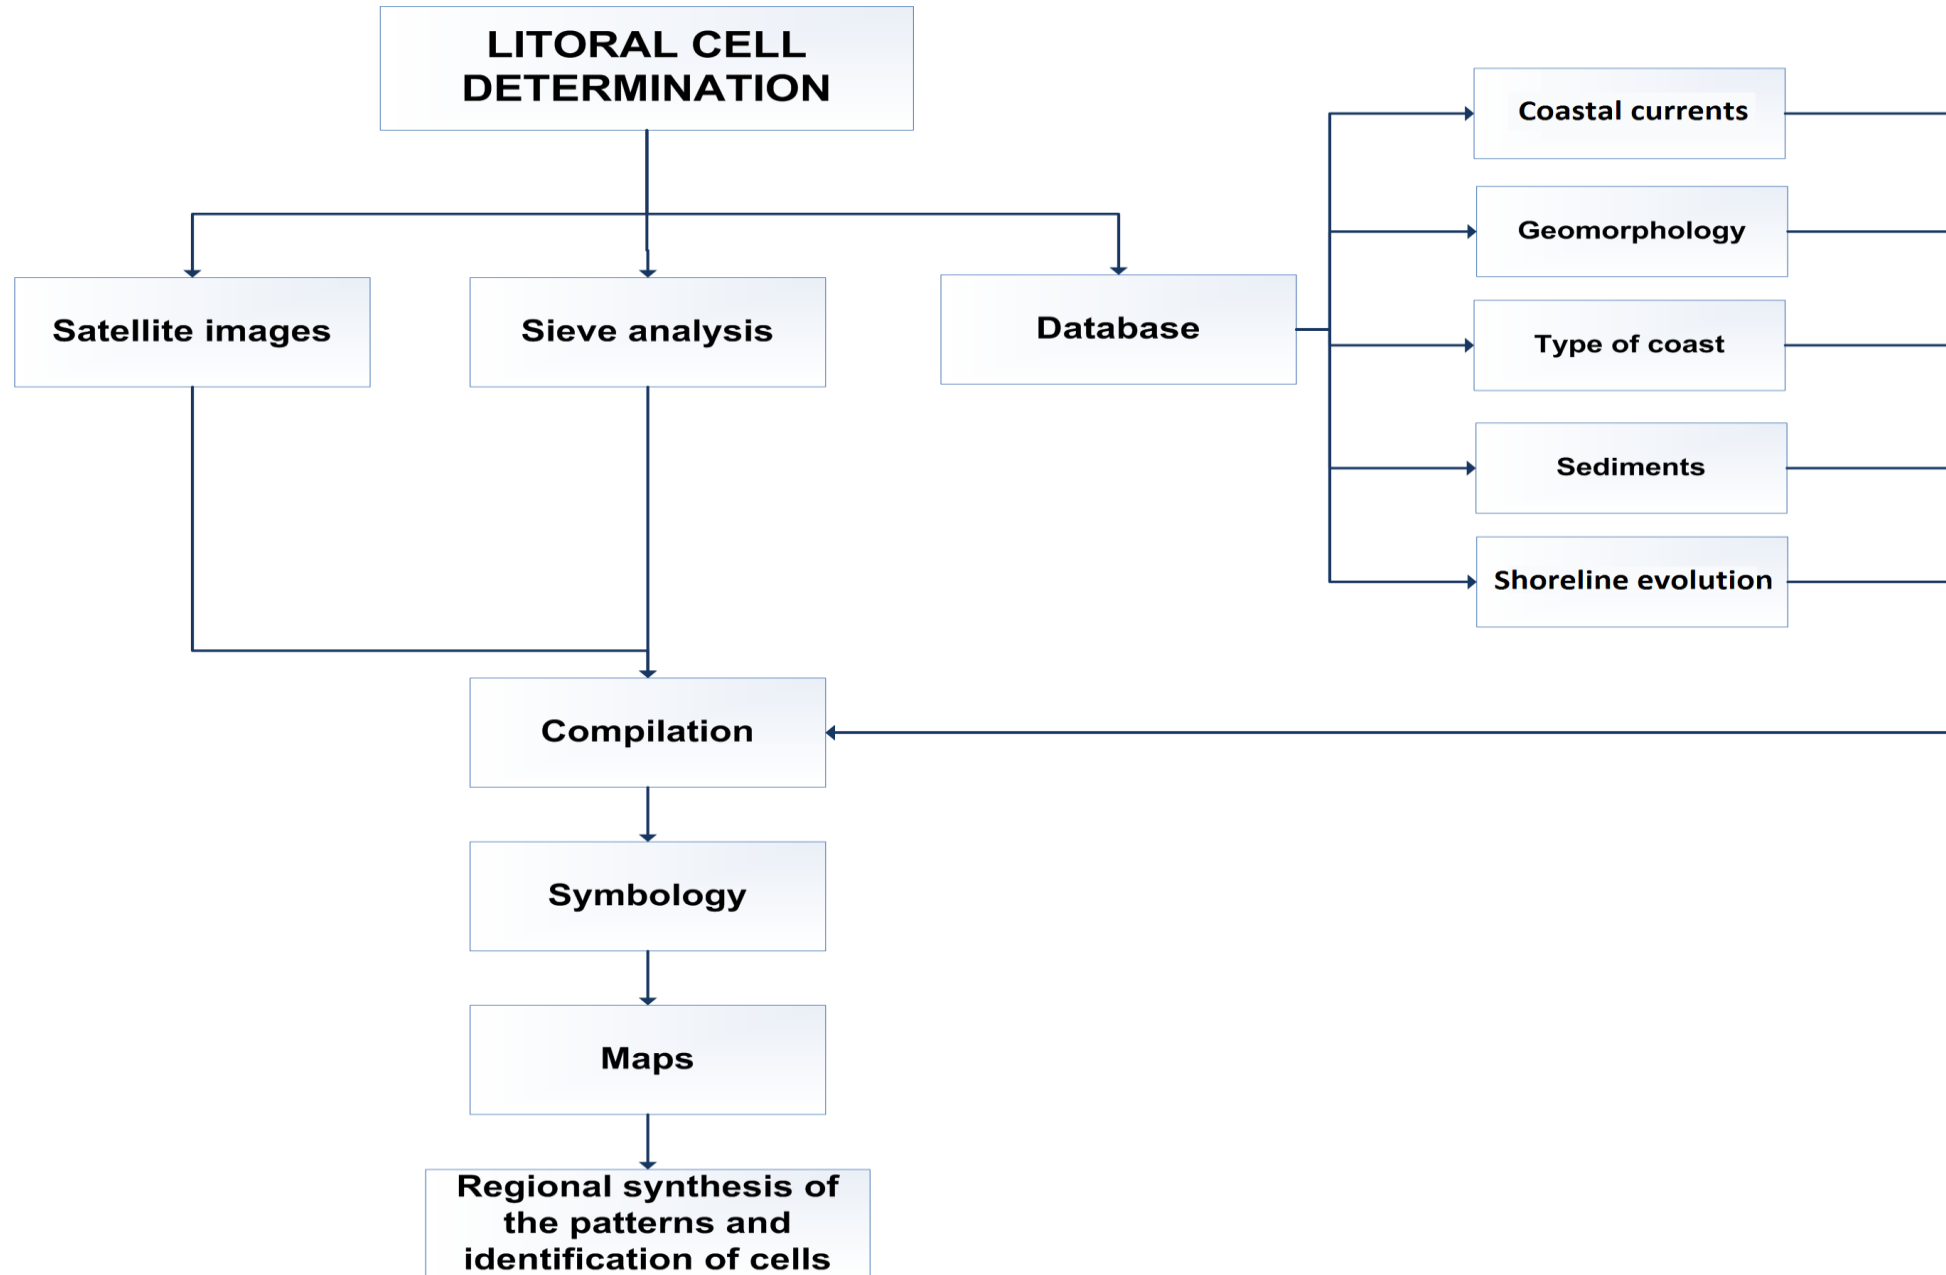 LITORAL CELL
DETERMINATION
Satellite images
Sieve analysis
Database
Coastal currents
Geomorphology
Type of coast
Sediments
Shoreline evolution
Compilation
Symbology
Maps
Regional synthesis of
the patterns and
identification of cells